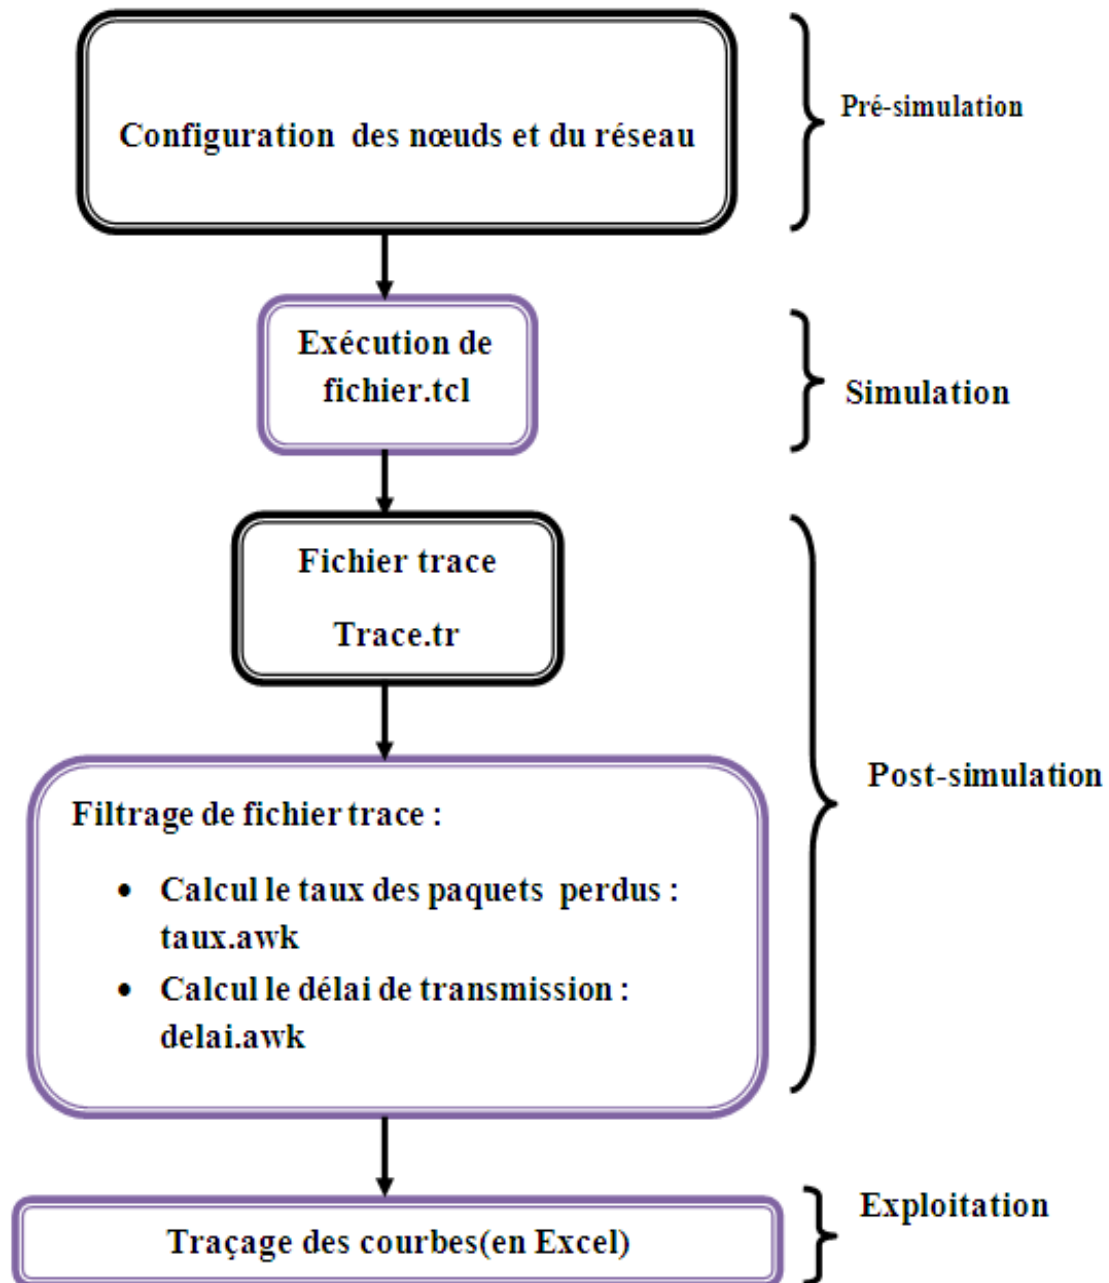 Configuration des nœuds et du réseau
Pré-simulation
Exécution de
fichier.tcl
Simulation
Fichier trace
Trace.tr
Post-simulation
Filtrage de fichier trace :
• Calcul le taux des paquets perdus :
taux.awk
• Calcul le délai de transmission :
delai.awk
Traçage des courbes(en Excel)
Exploitation